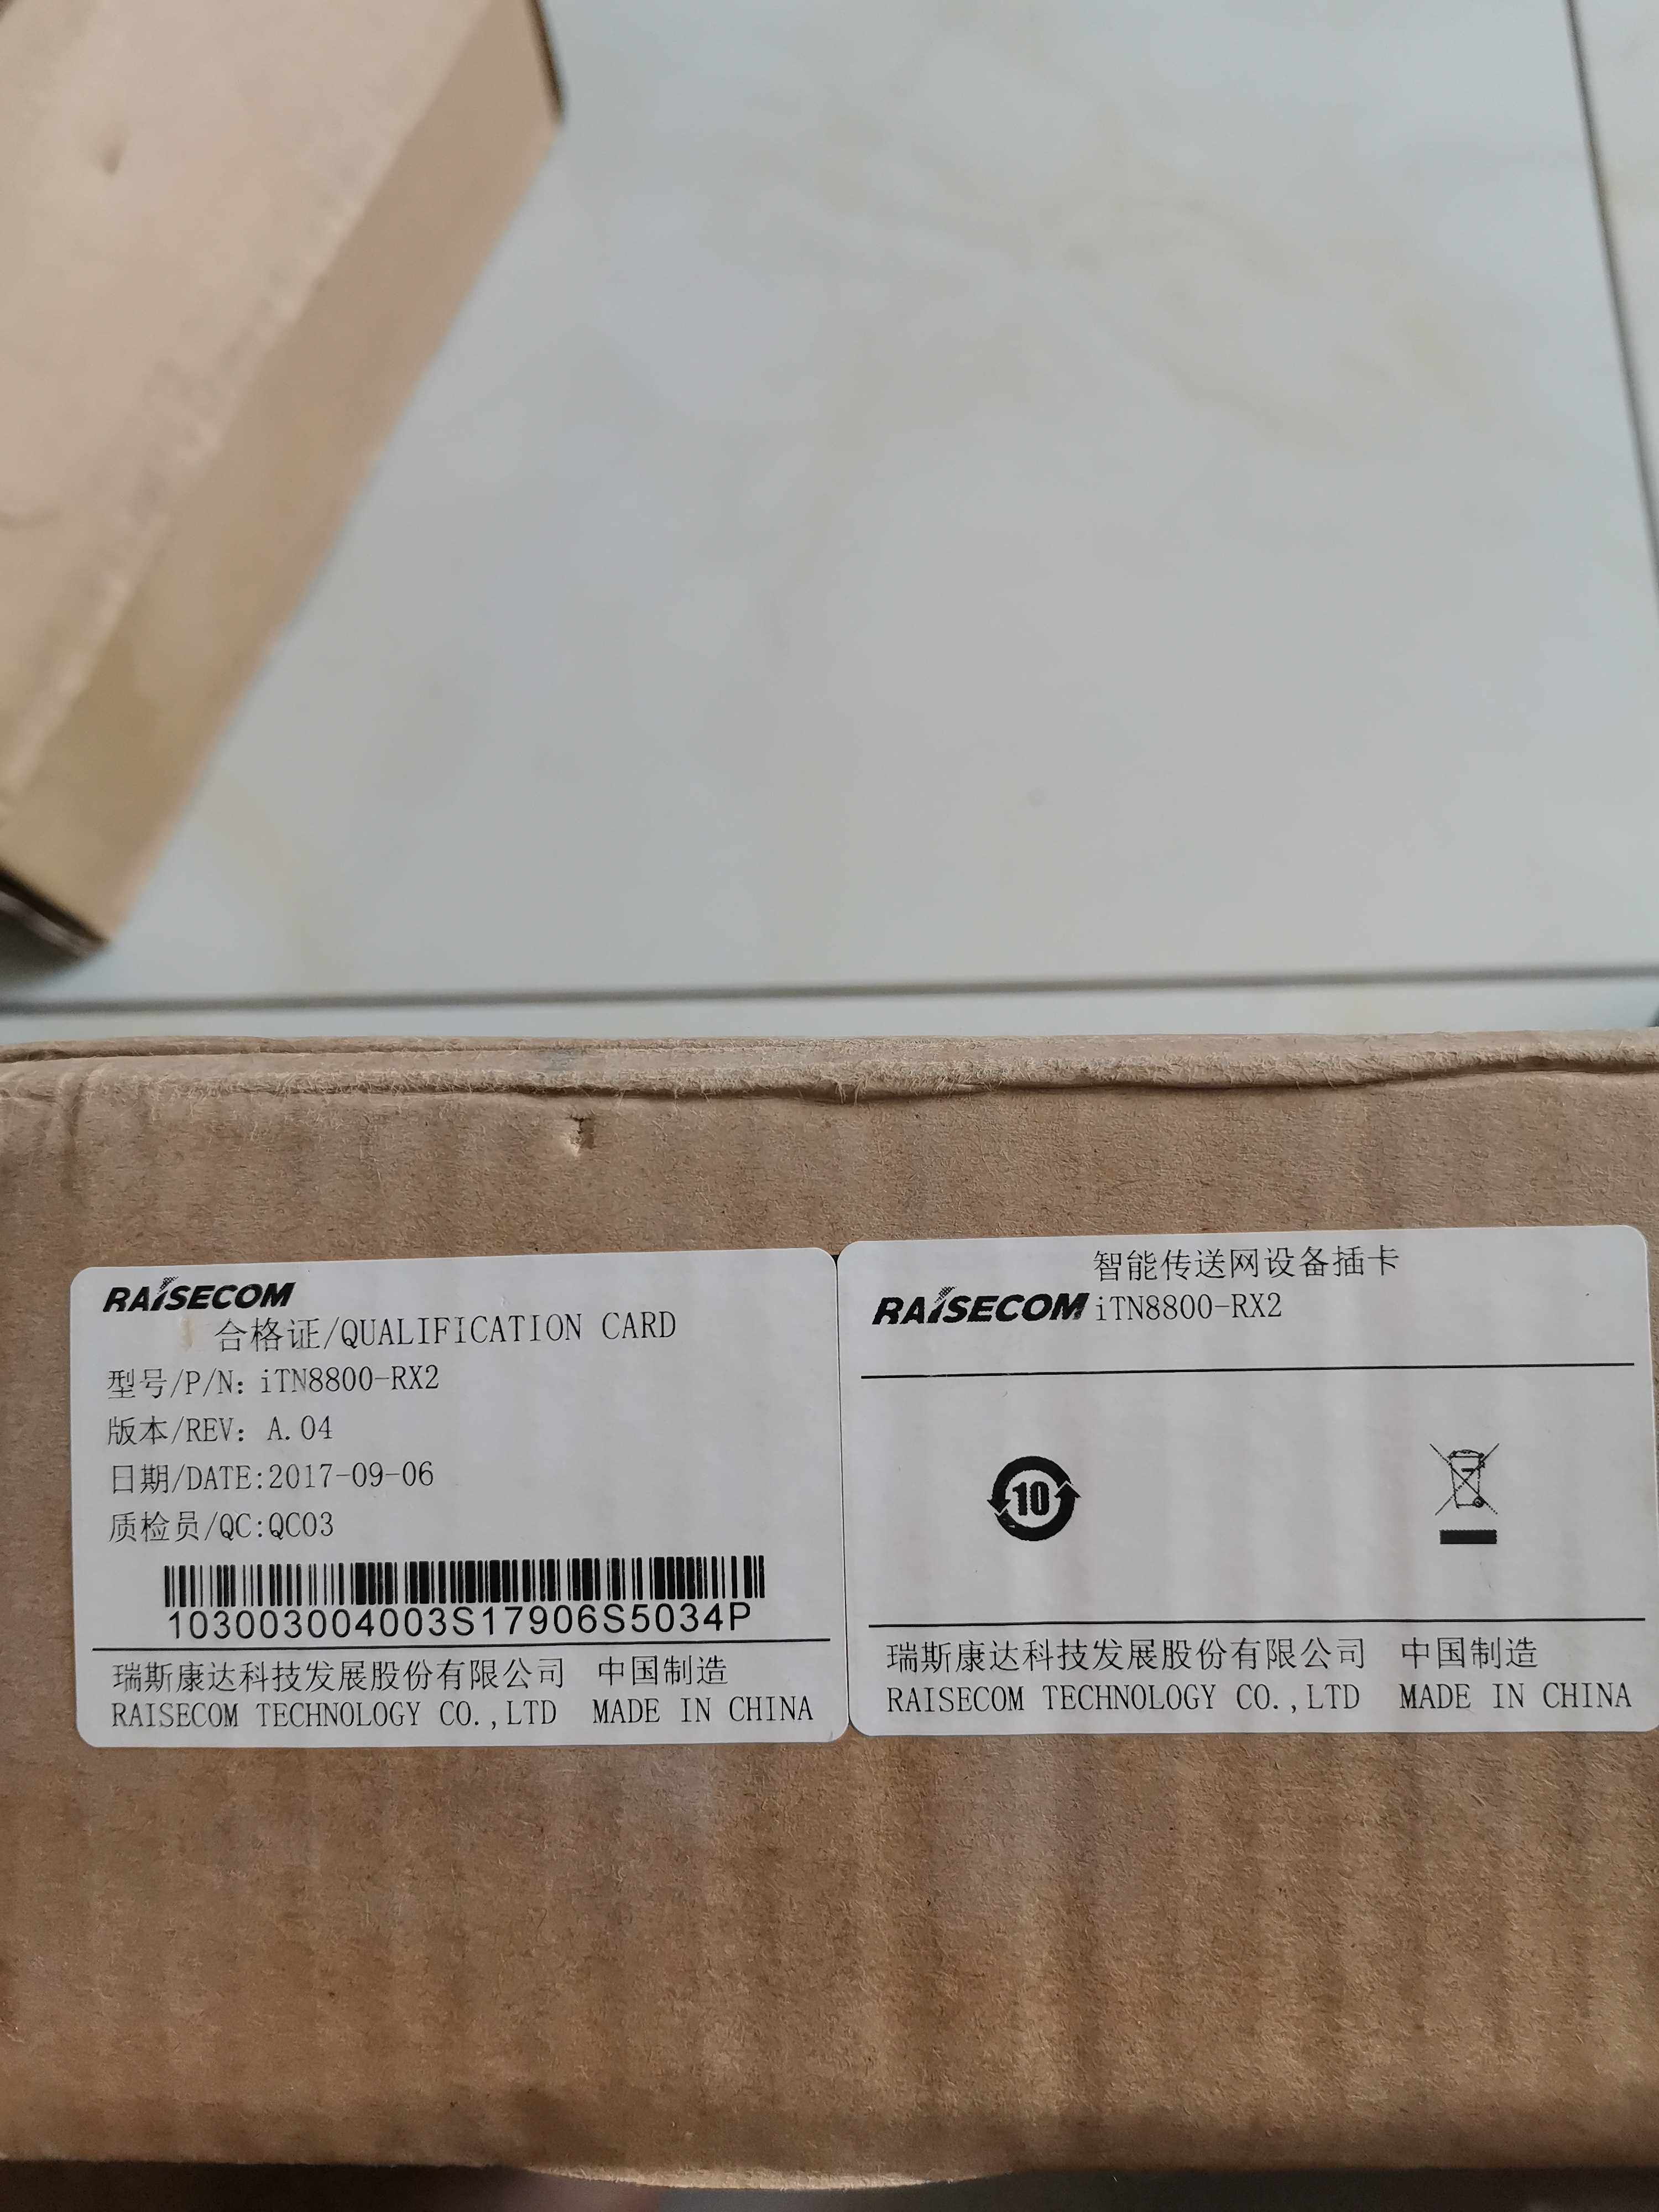 RAISECOM
合格证/QUALIFICATION CARD
型号/P/N: iTN8800-RX2
版本/REV: A.04
日期/DATE:2017-09-06
质检员/QC:QC03
103003004003S17906S5034P
瑞斯康达科技发展股份有限公司 中国制造
RAISECOM TECHNOLOGY CO.,LTD MADE IN CHINA
智能传送网设备插卡
RAISECOM iTN8800-RX2
10
瑞斯康达科技发展股份有限公司 中国制造
RAISECOM TECHNOLOGY CO.,LTD MADE IN CHINA